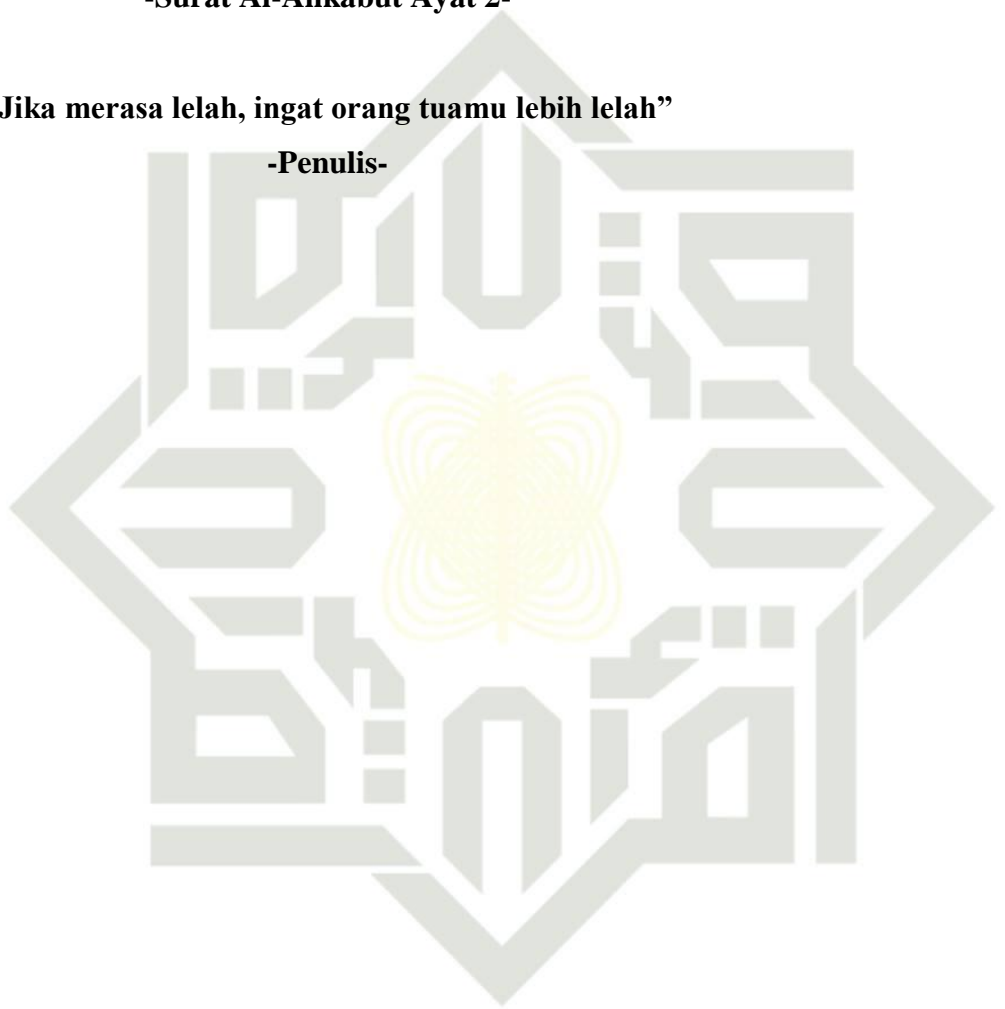 -Surat Al-Ankabut Ayat 2-
Jika merasa lelah, ingat orang tuamu lebih lelah”
-Penulis-